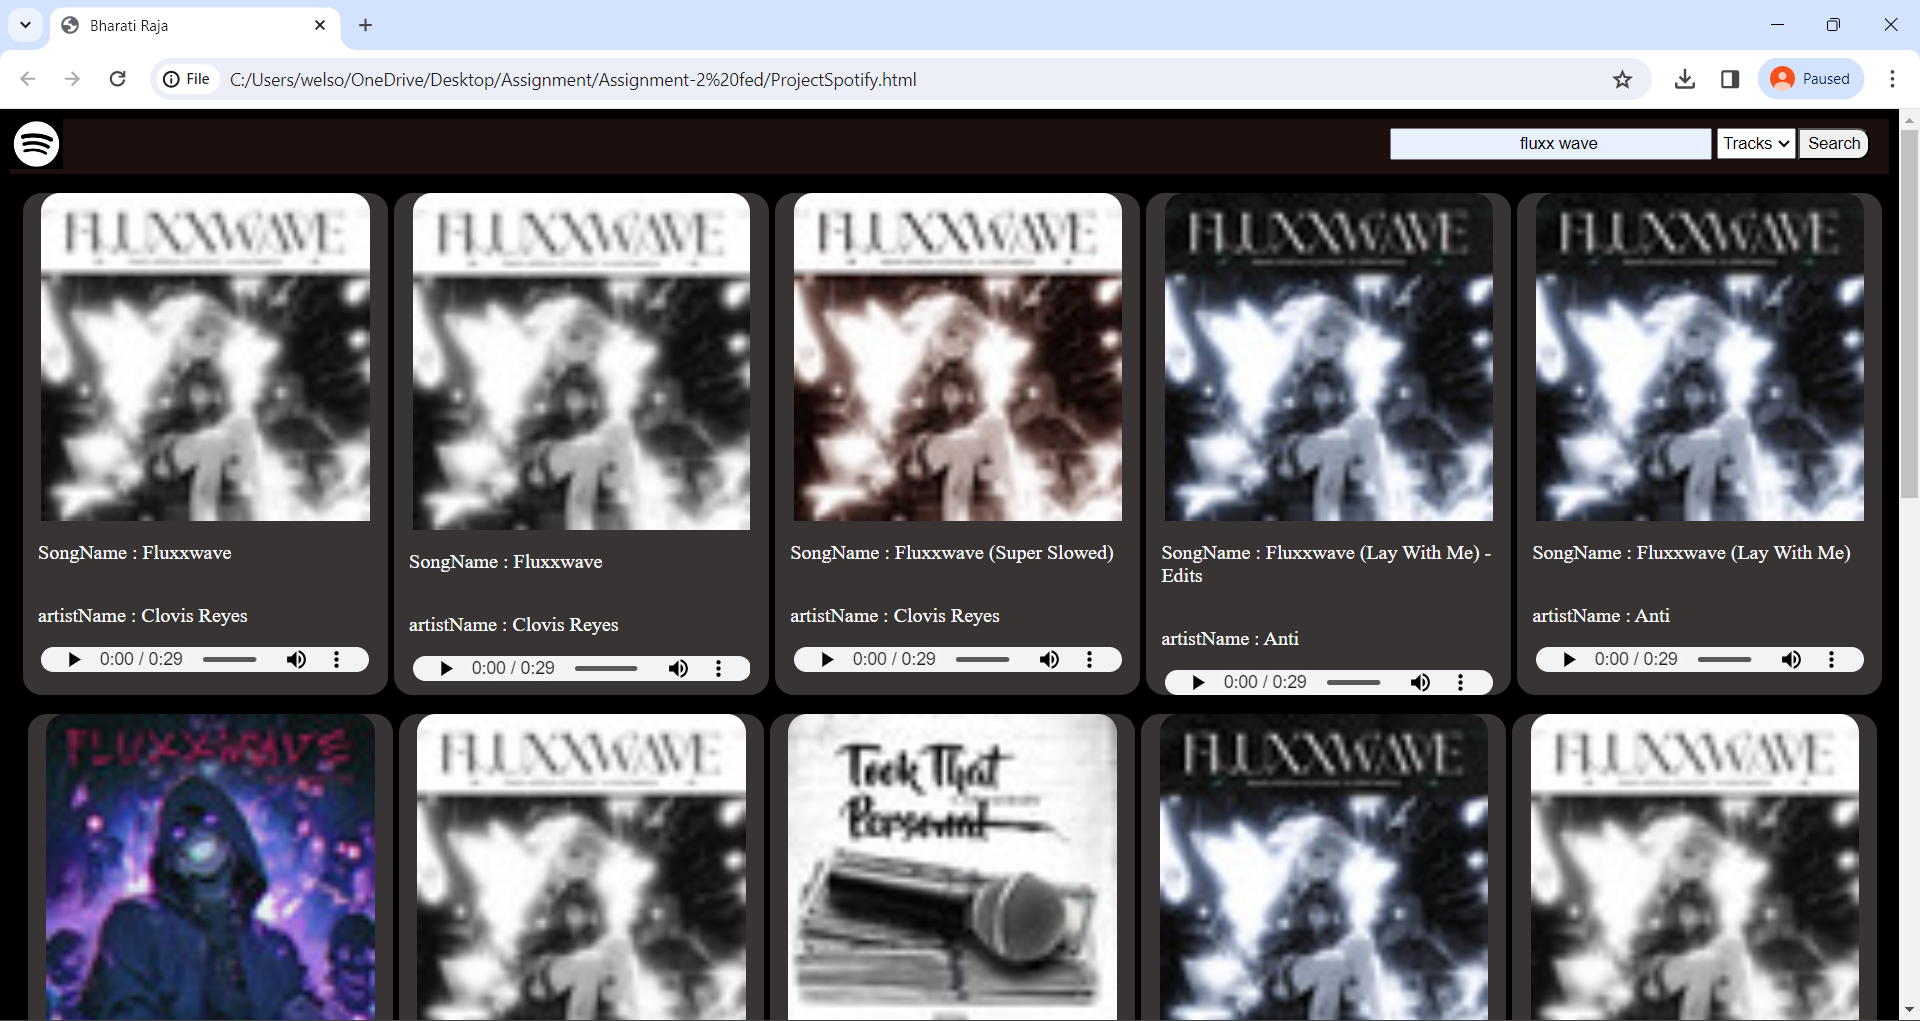 Bharati Raja
File
C:/Users/welso/OneDrive/Desktop/Assignment/Assignment-2%20fed/ProjectSpotify.html
Paused
fluxx wave
Tracks
Search
FLUXXWAVE
FLUXXWAVE
FLUXXWAVE
FLUXXWAVE
FLUXXWAVE
SongName : Fluxxwave
artistName : Clovis Reyes
0:00 / 0:29
SongName : Fluxxwave
artistName : Clovis Reyes
0:00 / 0:29
SongName : Fluxxwave (Super Slowed)
artistName : Clovis Reyes
0:00 / 0:29
SongName : Fluxxwave (Lay With Me) -
Edits
artistName : Anti
0:00 / 0:29
SongName : Fluxxwave (Lay With Me)
artistName : Anti
0:00 / 0:29
FLUXXWAVE
FLUXXWAVE
Took That
Personal
FLUXXWAVE
FLUXXWAVE